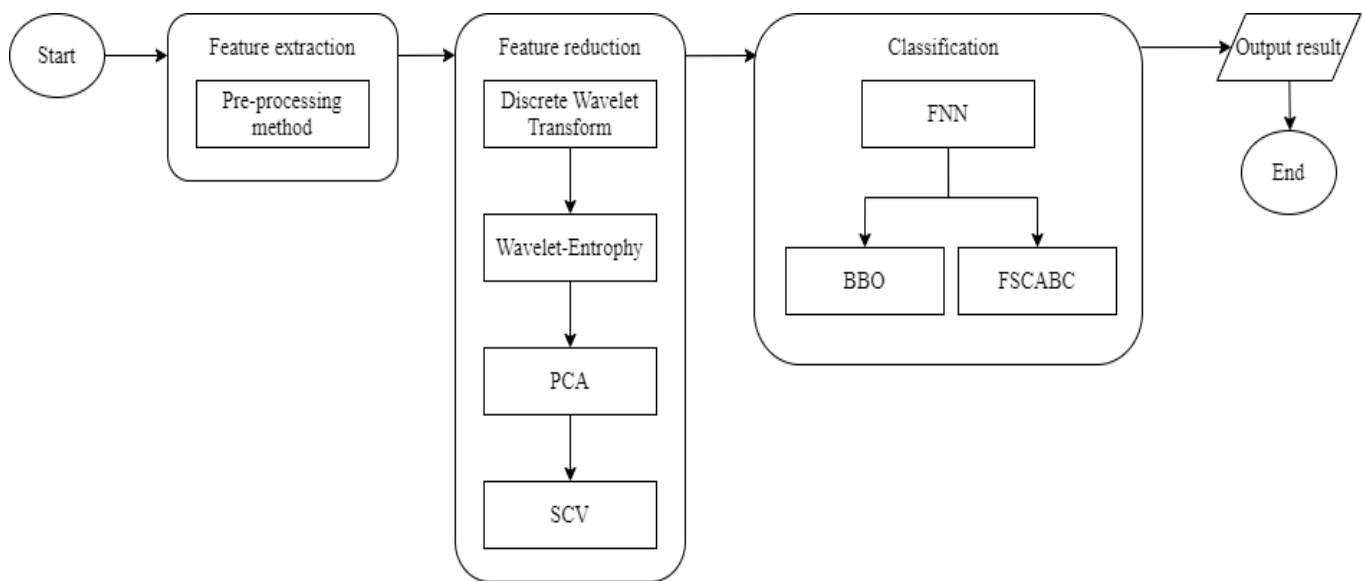 Start
Feature extraction
Pre-processing
method
Feature reduction
Discrete Wavelet
Transform
Wavelet-Entrophy
PCA
SCV
Classification
FNN
BBO
FSCABC
Output result
End